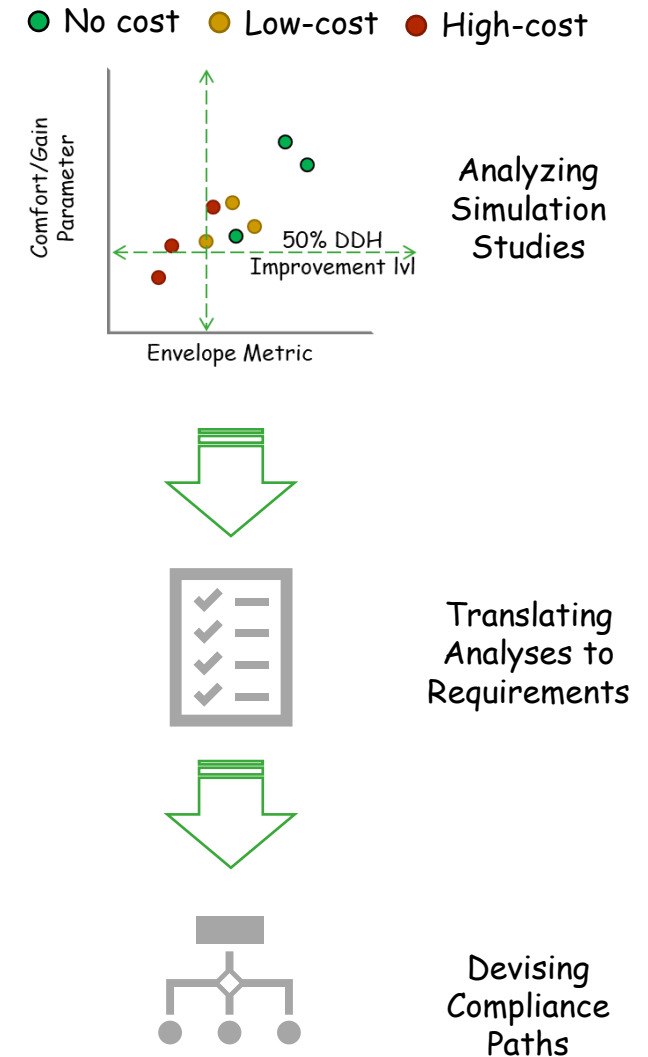 No cost Low-cost High-cost
Comfort/Gain
Parameter
50% DDH
Improvement lvl
Envelope Metric
Analyzing
Simulation
Studies
Translating
Analyses to
Requirements
Devising
Compliance
Paths